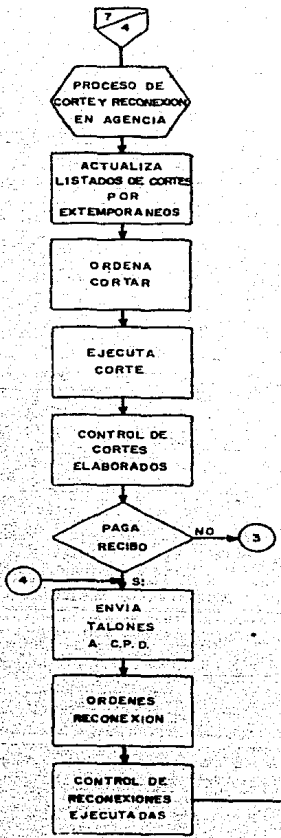 7
4
PROCESO DE
CORTE Y RECONEXION
EN AGENCIA
ACTUALIZA
LISTADOS DE CORTES
POR
EXTEMPORANEOS
ORDENA
CORTAR
EJECUTA
CORTE
CONTROL DE
CORTES
ELABORADOS
PAGA
RECIBO
NO
3
4
SI
ENVIA
TALONES
A C.P.D.
ORDENES
RECONEXION
CONTROL DE
RECONEXIONES
EJECUTADAS